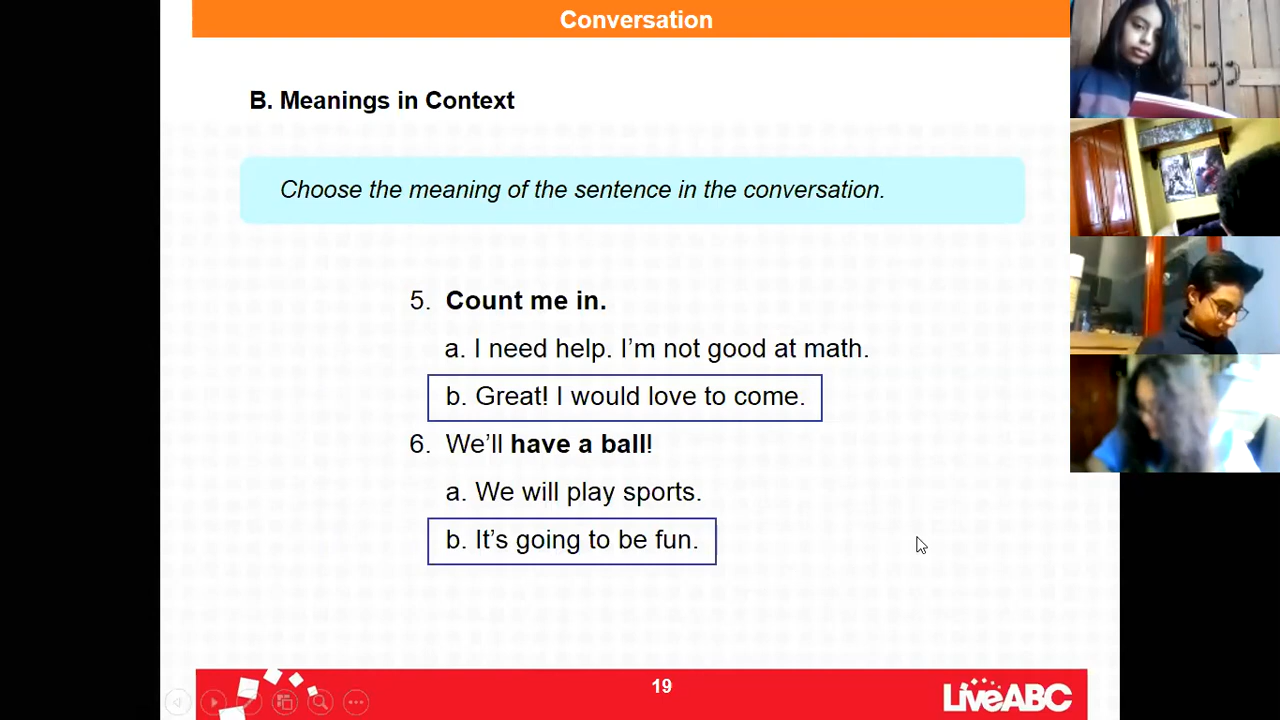 Conversation
B. Meanings in Context
Choose the meaning of the sentence in the conversation.
5. Count me in.
a. I need help. I’m not good at math.
b. Great! I would love to come.
6. We’ll have a ball!
a. We will play sports.
b. It’s going to be fun.
19
LiveABC